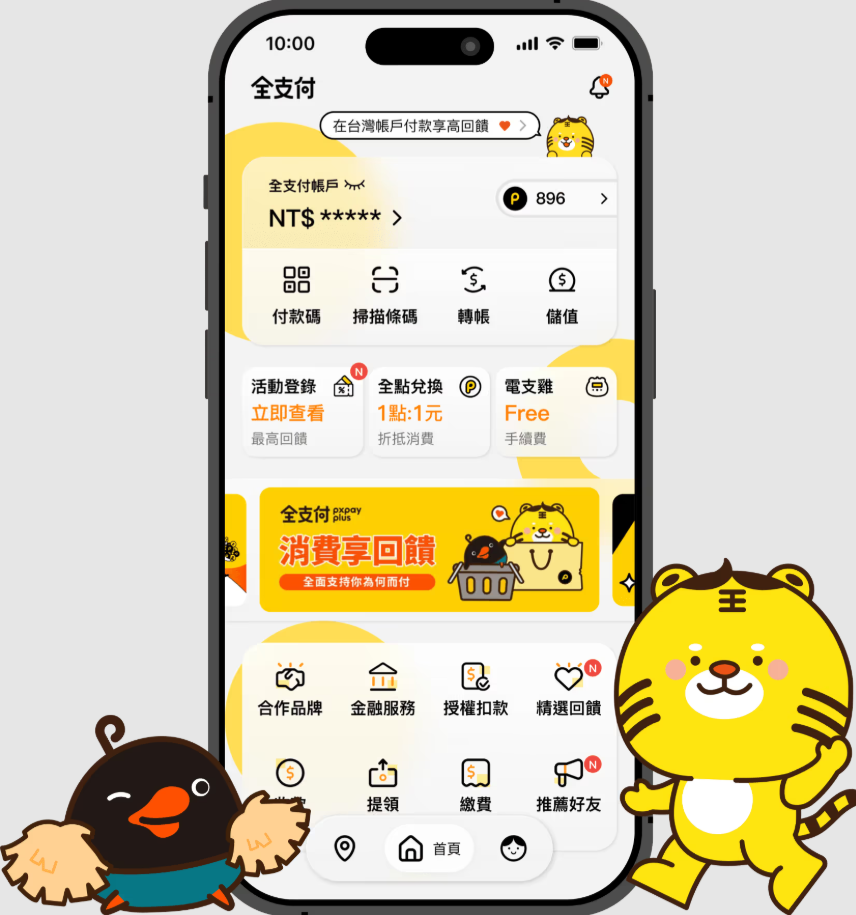 10:00
全支付
N
在台灣帳戶付款享高回饋
王
全支付帳戶
NT$ ***** 
P 896
付款碼 掃描條碼 轉帳 儲值
N
活動登錄 全點兌換 電支雞
立即查看 1點:1元 Free
最高回饋 折抵消費 手續費
全支付 pxpay plus
消費享回饋
全面支持你為何而付
王
N
合作品牌 金融服務 授權扣款 精選回饋
N
提領 繳費 推薦好友
首頁
王